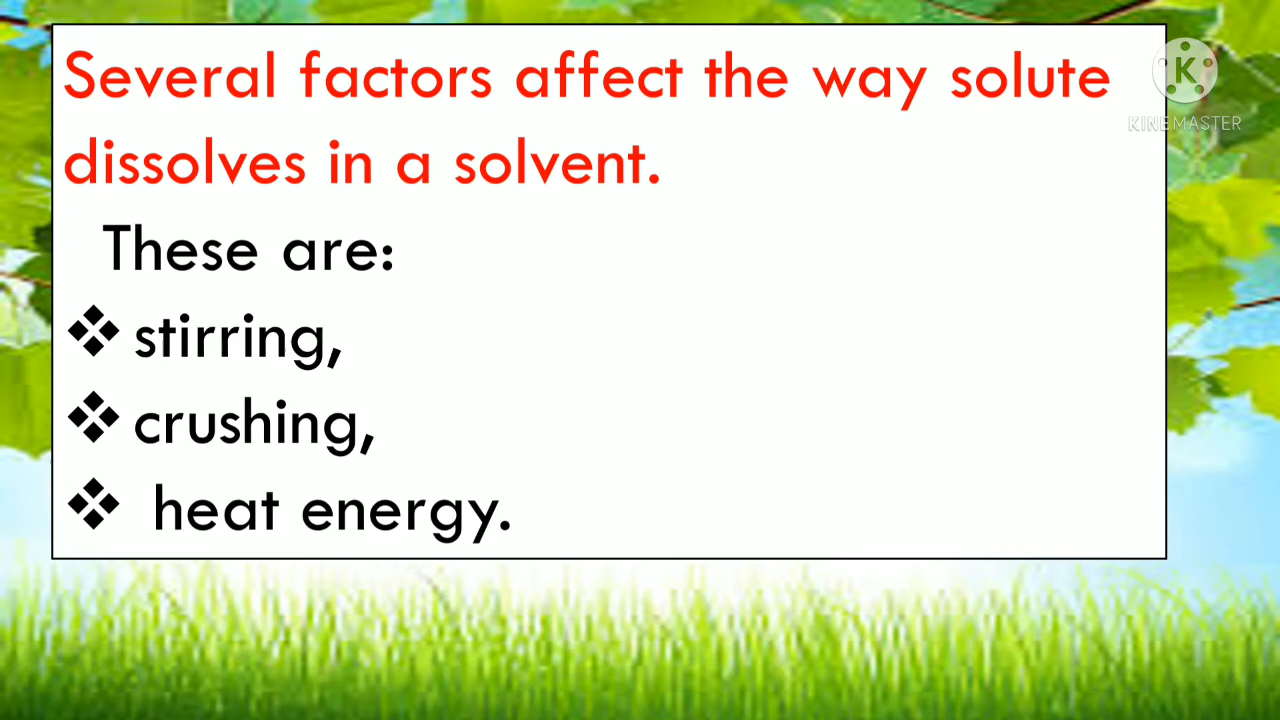 Several factors affect the way solute
dissolves in a solvent.
These are:
❖ stirring,
❖ crushing,
❖ heat energy.
K
KINEMASTER